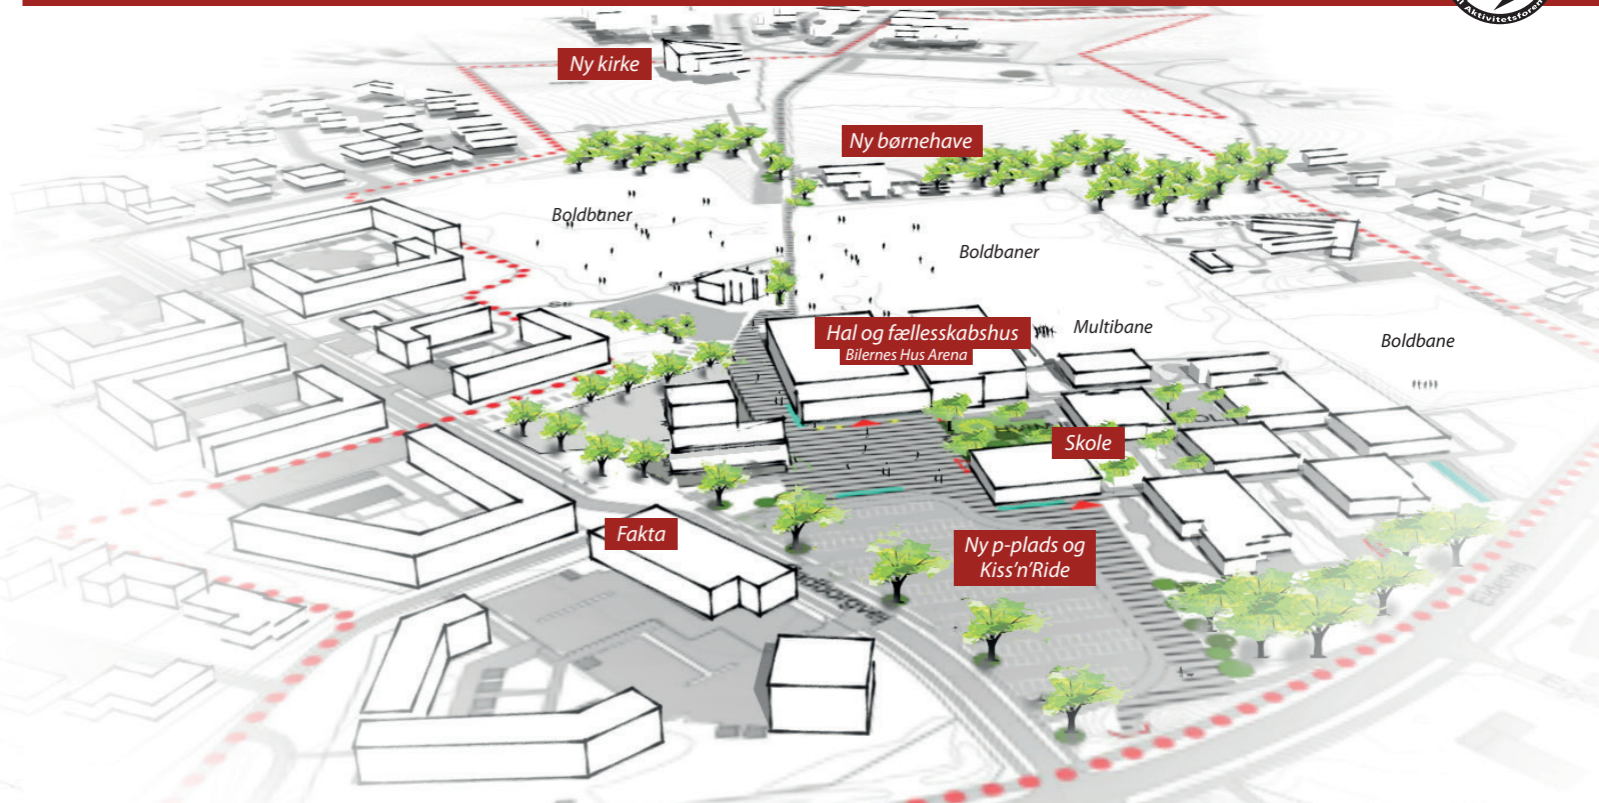 Aktivitetsforen
Ny kirke
Ny børnehave
Boldbaner
Boldbaner
Hal og fællesskabshus
Bilernes Hus Arena
Multibane
Boldbane
Skole
Fakta
Ny p-plads og
Kiss'n'Ride